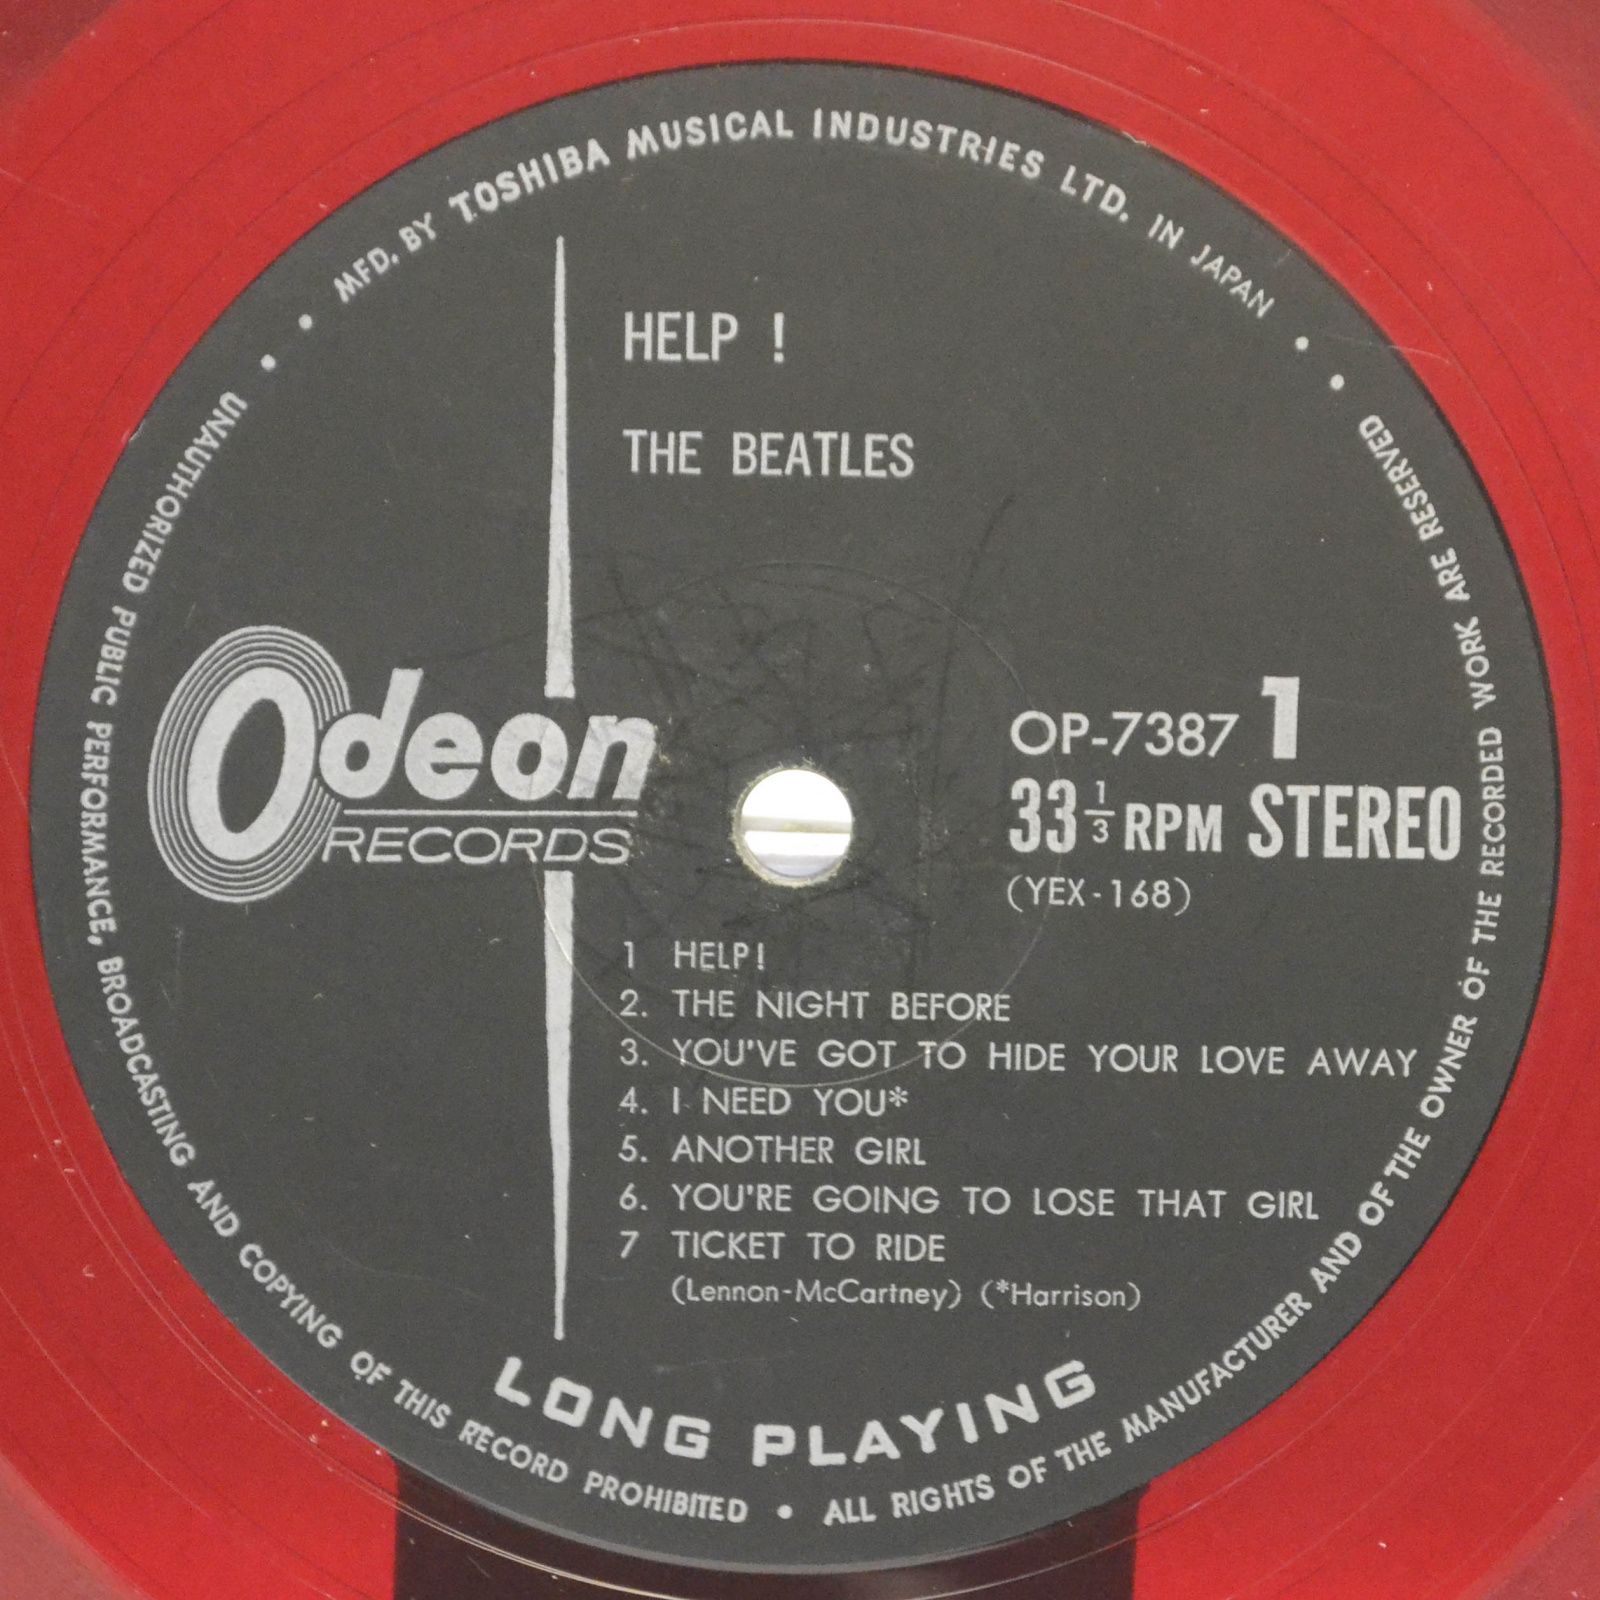 MFD. BY TOSHIBA MUSICAL INDUSTRIES LTD. IN JAPAN
HELP !
THE BEATLES
Odeon
RECORDS
OP-7387 1
33 1/3 RPM STEREO
(YEX-168)
1 HELP!
2. THE NIGHT BEFORE
3. YOU'VE GOT TO HIDE YOUR LOVE AWAY
4. I NEED YOU*
5. ANOTHER GIRL
6. YOU'RE GOING TO LOSE THAT GIRL
7 TICKET TO RIDE
(Lennon-McCartney) (*Harrison)
LONG PLAYING
• UNAUTHORIZED PUBLIC PERFORMANCE, BROADCASTING AND COPYING OF THIS RECORD PROHIBITED • ALL RIGHTS OF THE MANUFACTURER AND OF THE OWNER OF THE RECORDED WORK ARE RESERVED •